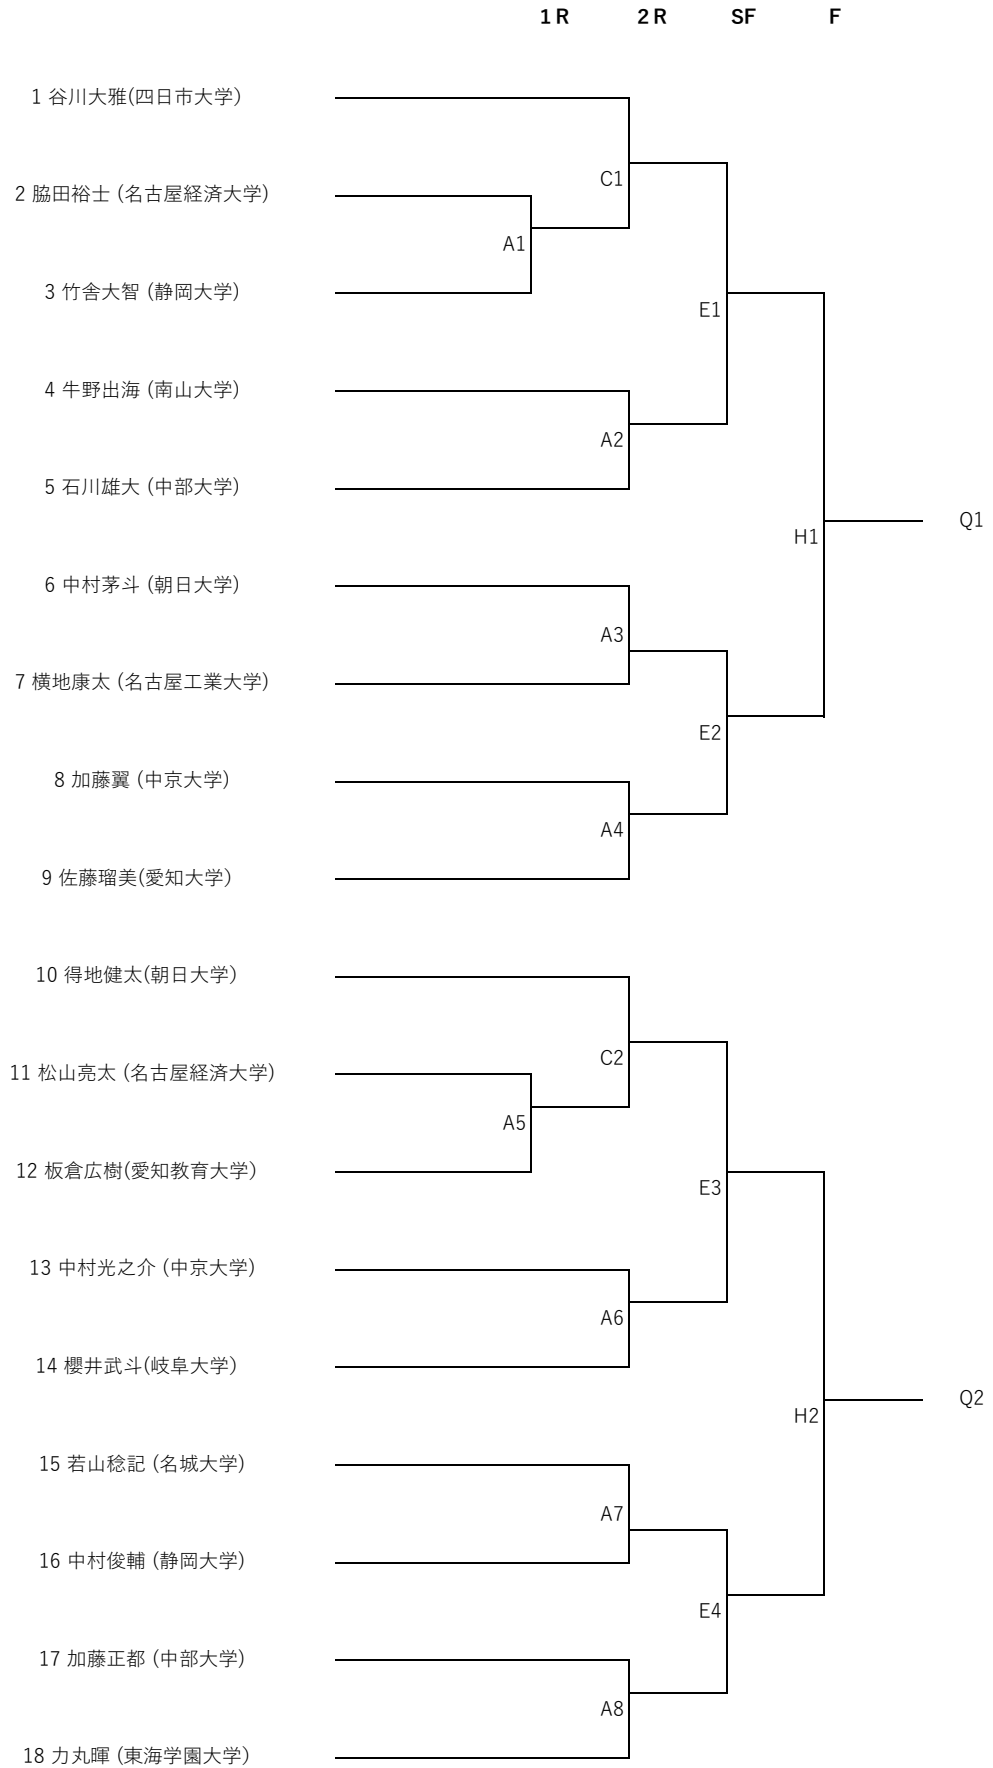 1 R 2 R SF F
1 谷川大雅(四日市大学)
C1
2 脇田裕士 (名古屋経済大学)
A1
3 竹舎大智 (静岡大学)
E1
4 牛野出海 (南山大学)
A2
5 石川雄大 (中部大学)
Q1
H1
6 中村茅斗 (朝日大学)
A3
7 横地康太 (名古屋工業大学)
E2
8 加藤翼 (中京大学)
A4
9 佐藤瑠美(愛知大学)
10 得地健太(朝日大学)
C2
11 松山亮太 (名古屋経済大学)
A5
12 板倉広樹(愛知教育大学)
E3
13 中村光之介 (中京大学)
A6
14 櫻井武斗(岐阜大学)
Q2
H2
15 若山稔記 (名城大学)
A7
16 中村俊輔 (静岡大学)
E4
17 加藤正都 (中部大学)
A8
18 力丸暉 (東海学園大学)